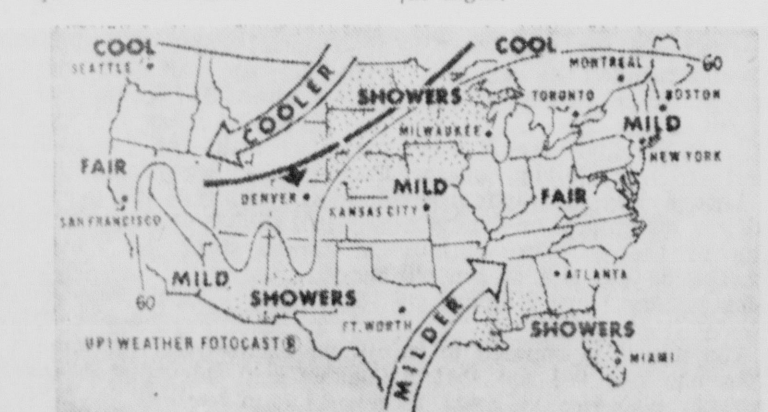 COOL
COOL
SEATTLE
MONTREAL
60
COOLER
SHOWERS
TORONTO
BOSTON
MILWAUKEE
MILD
NEW YORK
FAIR
DENVER
MILD
KANSAS CITY
FAIR
SAN FRANCISCO
MILD
60
SHOWERS
ATLANTA
MILDER
FT. WORTH
SHOWERS
UPI WEATHER FOTOCAST®
MIAMI